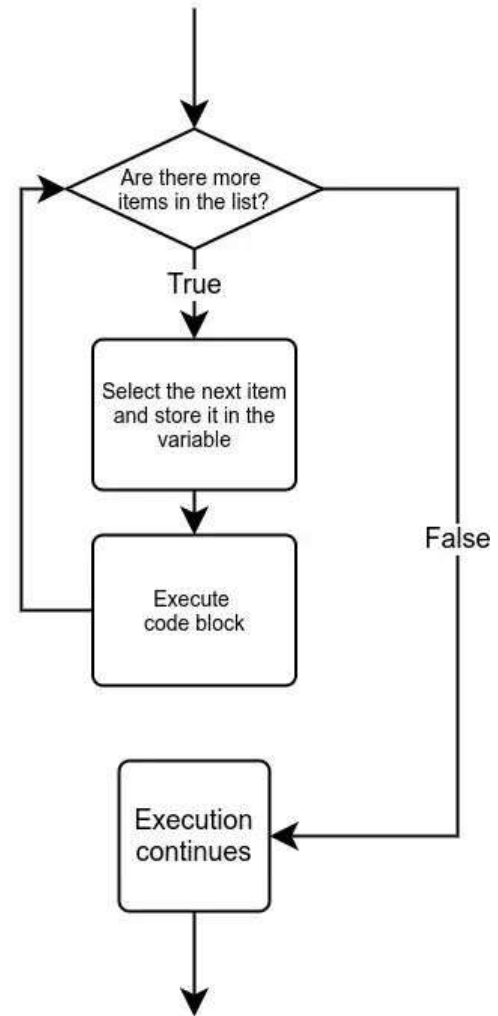 Are there more
items in the list?
True
Select the next item
and store it in the
variable
False
Execute
code block
Execution
continues